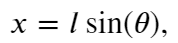 x = l sin(θ),